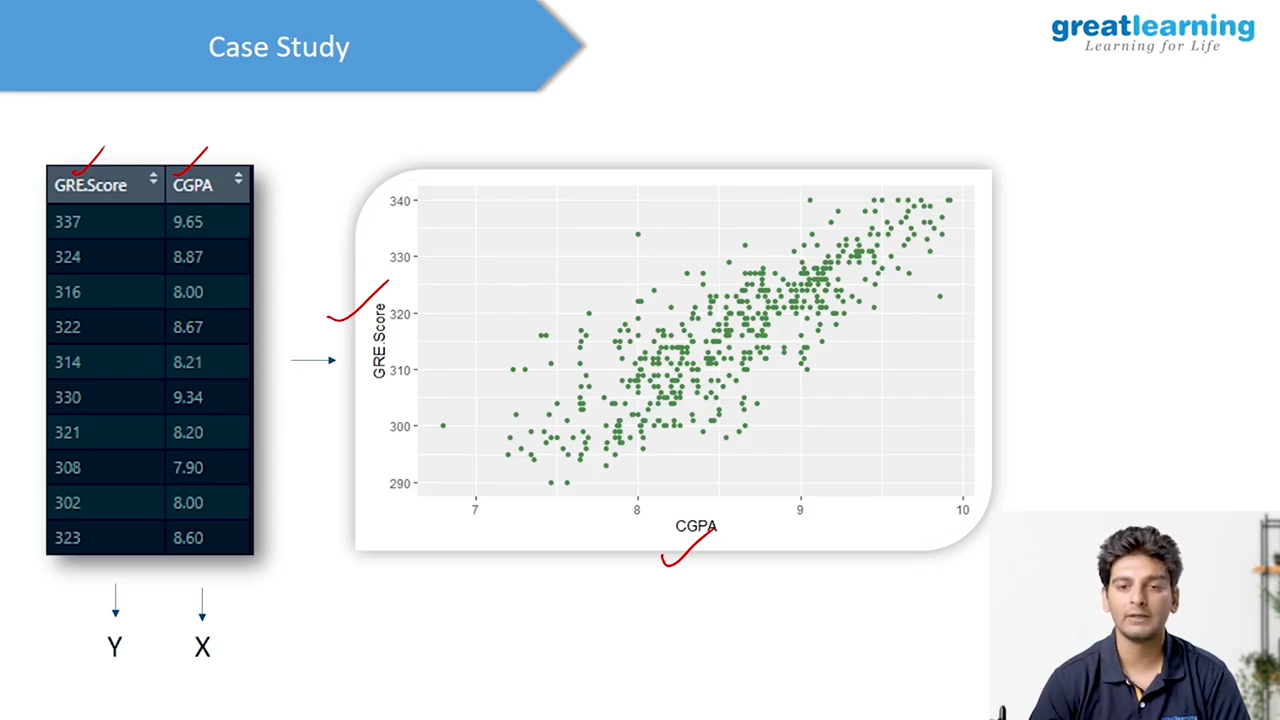 Case Study
greatlearning
Learning for Life
GRE.Score CGPA
337 9.65
324 8.87
316 8.00
322 8.67
314 8.21
330 9.34
321 8.20
308 7.90
302 8.00
323 8.60
Y X
GRE.Score
340
330
320
310
300
290
7 8 9 10
CGPA
greatlearning